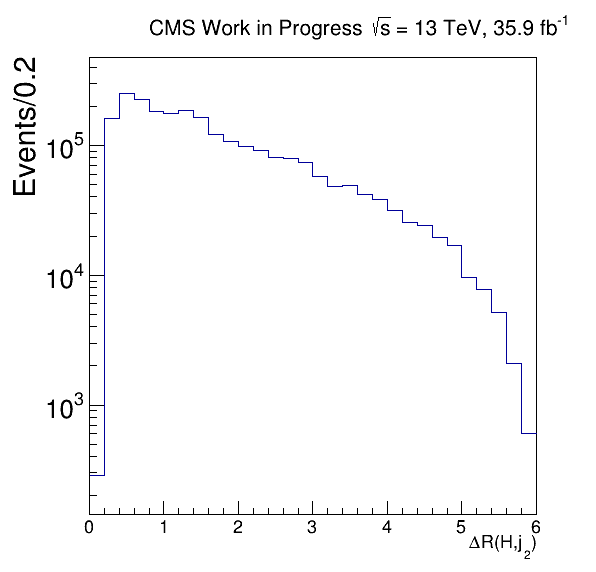 CMS Work in Progress √s = 13 TeV, 35.9 fb⁻¹
Events/0.2
10⁵
10⁴
10³
0 1 2 3 4 5 6
ΔR(H,j₂)